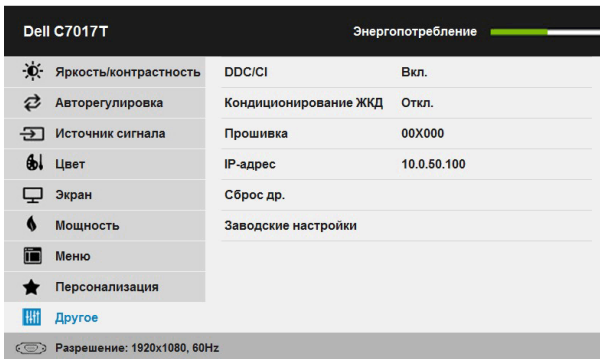 Dell C7017T Энергопотребление
Яркость/контрастность DDC/CI Вкл.
Авторегулировка Кондиционирование ЖКД Откл.
Источник сигнала Прошивка 00X000
Цвет IP-адрес 10.0.50.100
Экран Сброс др.
Мощность Заводские настройки
Меню
Персонализация
Другое
Разрешение: 1920x1080, 60Hz